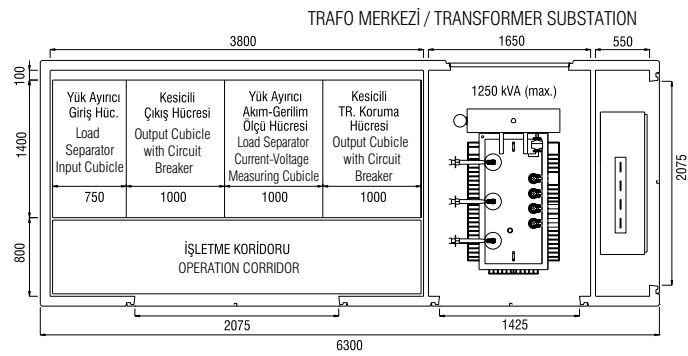 TRAFO MERKEZİ / TRANSFORMER SUBSTATION
3800
1650
550
100
1400
800
Yük Ayırıcı
Giriş Hüc.
Load
Separator
Input Cubicle
750
Kesicili
Çıkış Hücresi
Output Cubicle
with Circuit
Breaker
1000
Yük Ayırıcı
Akım-Gerilim
Ölçü Hücresi
Load Separator
Current-Voltage
Measuring Cubicle
1000
Kesicili
TR. Koruma
Hücresi
Output Cubicle
with Circuit
Breaker
1000
1250 kVA (max.)
2075
İŞLETME KORİDORU
OPERATION CORRIDOR
2075
1425
6300